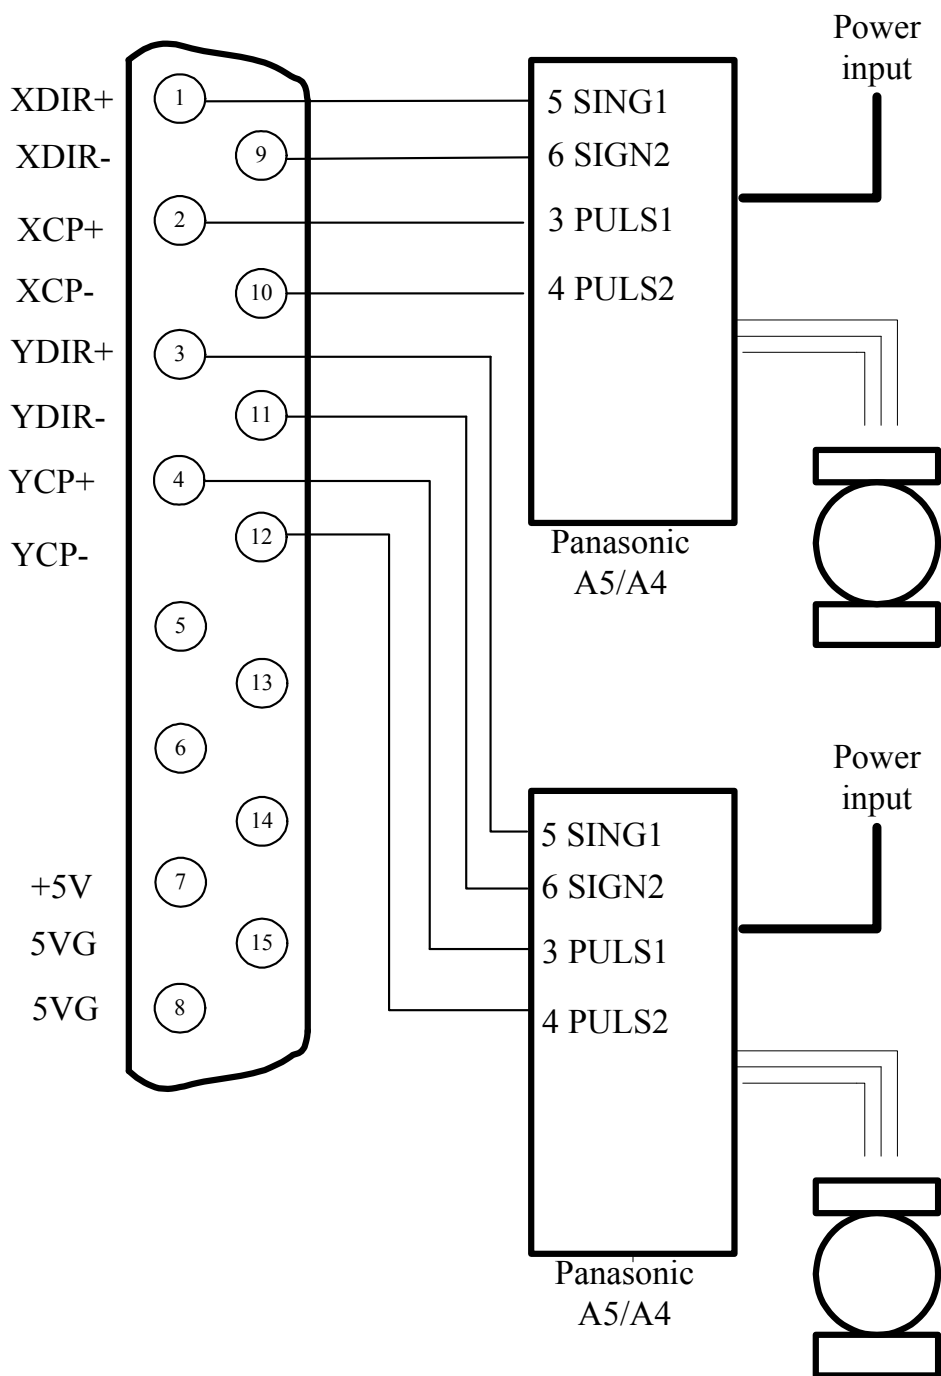 Power
input
XDIR+
1
5 SING1
XDIR-
9
6 SIGN2
XCP+
2
3 PULS1
XCP-
10
4 PULS2
YDIR+
3
YDIR-
11
YCP+
4
YCP-
12
Panasonic
A5/A4
5
13
6
14
+5V
7
5VG
15
5VG
8
Power
input
5 SING1
6 SIGN2
3 PULS1
4 PULS2
Panasonic
A5/A4